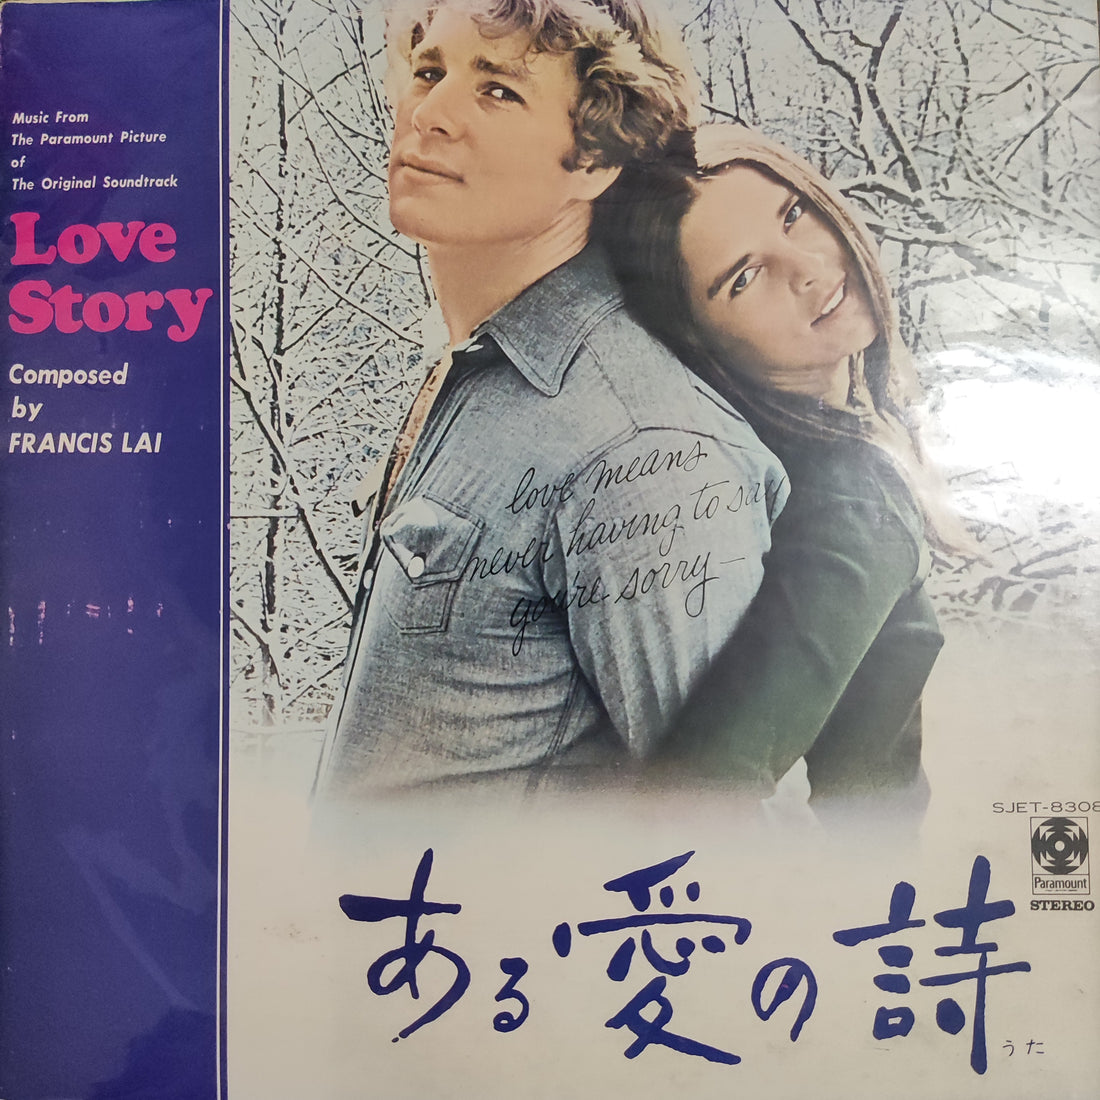 Music From
The Paramount Picture
of
The Original Soundtrack
Love
Story
Composed
by
FRANCIS LAI
love means
never having to say
you're sorry—
SJET-8308
Paramount
STEREO
ある愛の詩
うた